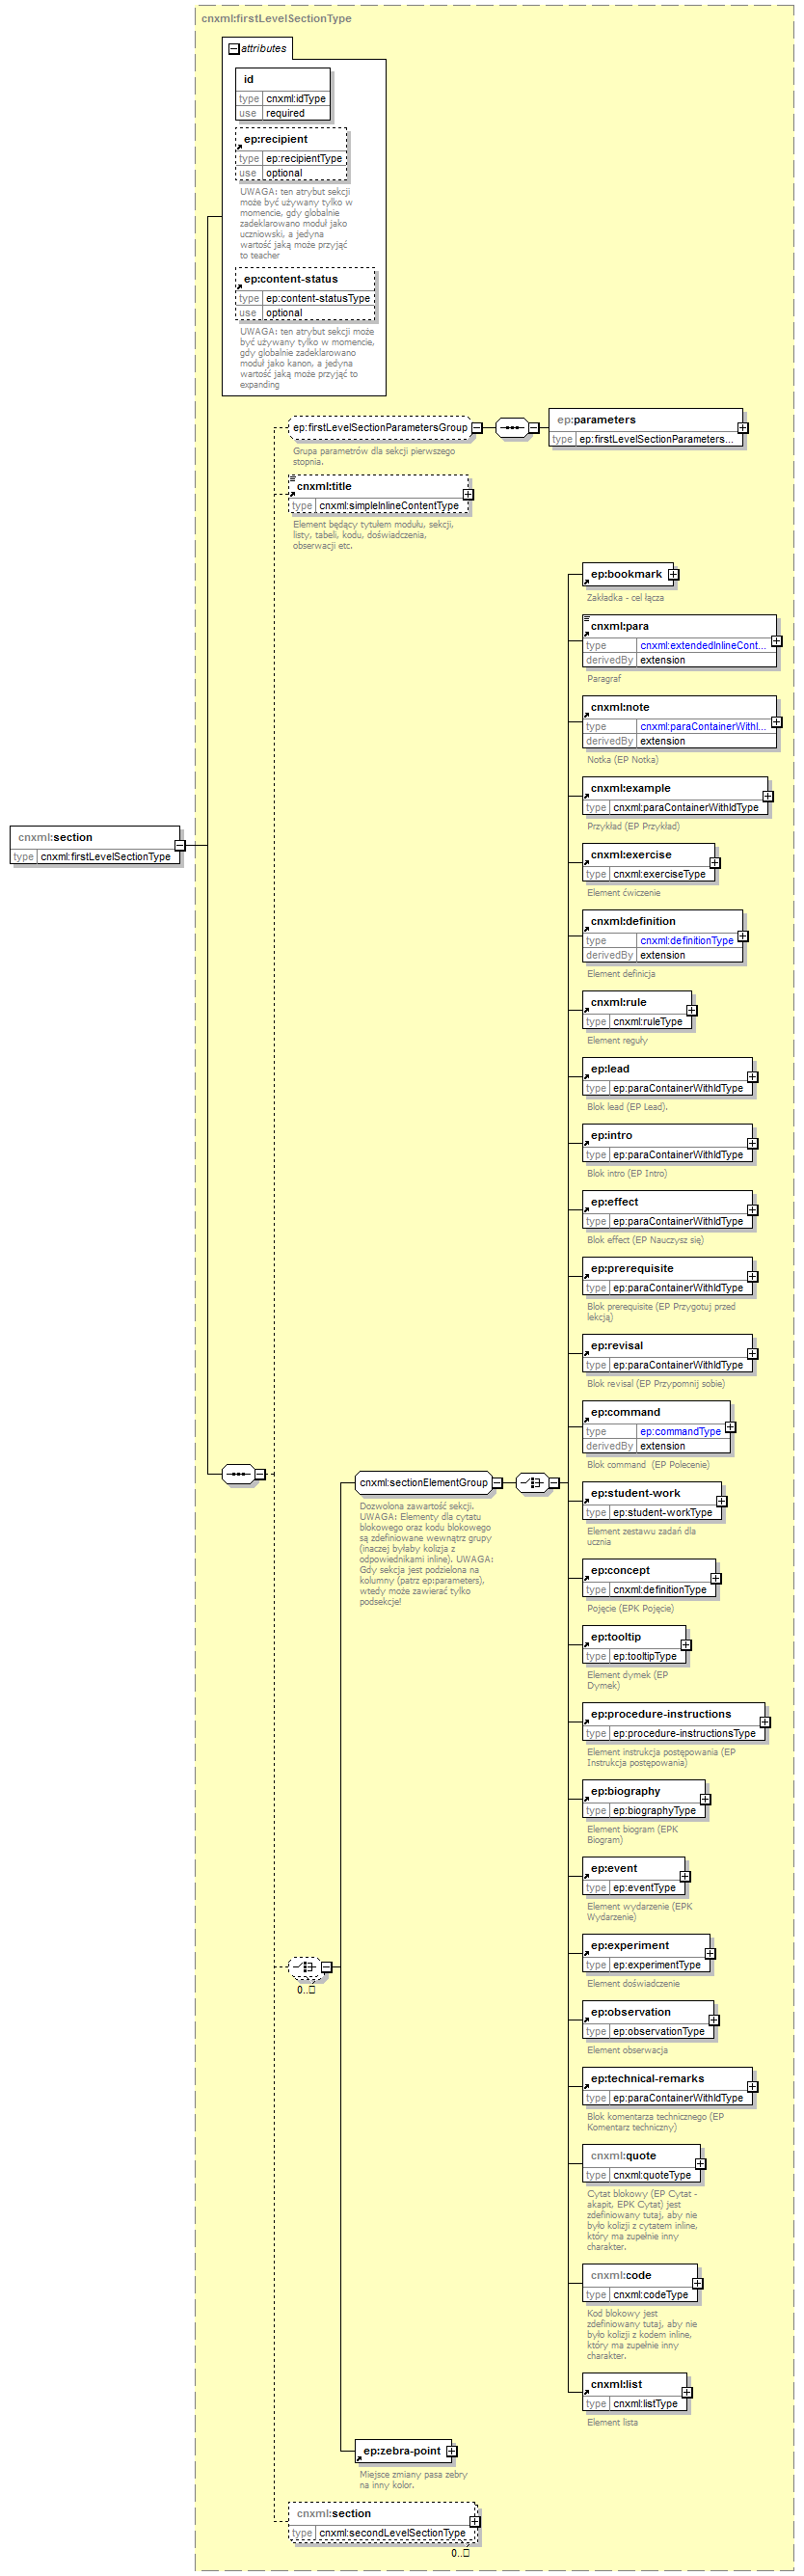 cnxml:firstLevelSectionType
attributes
id
type cnxml:idType
use required
ep:recipient
type ep:recipientType
use optional
UWAGA: ten atrybut sekcji
może być używany tylko w
momencie, gdy globalnie
zadeklarowano moduł jako
uczniowski, a jedyna
wartość jaką może przyjąć
to teacher
ep:content-status
type ep:content-statusType
use optional
UWAGA: ten atrybut sekcji może
być używany tylko w momencie,
gdy globalnie zadeklarowano
moduł jako kanon, a jedyna
wartość jaką może przyjąć to
expanding
ep:firstLevelSectionParametersGroup
Grupa parametrów dla sekcji pierwszego
stopnia.
ep:parameters
type ep:firstLevelSectionParameters...
cnxml:title
type cnxml:simpleInlineContentType
Element będący tytułem modułu, sekcji,
listy, tabeli, kodu, doświadczenia,
obserwacji etc.
ep:bookmark
Zakładka - cel łącza
cnxml:para
type cnxml:extendedInlineCont...
derivedBy extension
Paragraf
cnxml:note
type cnxml:paraContainerWithI...
derivedBy extension
Notka (EP Notka)
cnxml:example
type cnxml:paraContainerWithIdType
Przykład (EP Przykład)
cnxml:section
type cnxml:firstLevelSectionType
cnxml:exercise
type cnxml:exerciseType
Element ćwiczenie
cnxml:definition
type cnxml:definitionType
derivedBy extension
Element definicja
cnxml:rule
type cnxml:ruleType
Element reguły
ep:lead
type ep:paraContainerWithIdType
Blok lead (EP Lead).
ep:intro
type ep:paraContainerWithIdType
Blok intro (EP Intro)
ep:effect
type ep:paraContainerWithIdType
Blok effect (EP Nauczysz się)
ep:prerequisite
type ep:paraContainerWithIdType
Blok prerequisite (EP Przygotuj przed
lekcją)
ep:revisal
type ep:paraContainerWithIdType
Blok revisal (EP Przypomnij sobie)
ep:command
type ep:commandType
derivedBy extension
Blok command (EP Polecenie)
cnxml:sectionElementGroup
Dozwolona zawartość sekcji.
UWAGA: Elementy dla cytatu
blokowego oraz kodu blokowego
są zdefiniowane wewnątrz grupy
(inaczej byłaby kolizja z
odpowiednikami inline). UWAGA:
Gdy sekcja jest podzielona na
kolumny (patrz ep:parameters),
wtedy może zawierać tylko
podsekcje!
ep:student-work
type ep:student-workType
Element zestawu zadań dla
ucznia
ep:concept
type cnxml:definitionType
Pojęcie (EPK Pojęcie)
ep:tooltip
type ep:tooltipType
Element dymek (EP
Dymek)
ep:procedure-instructions
type ep:procedure-instructionsType
Element instrukcja postępowania (EP
Instrukcja postępowania)
ep:biography
type ep:biographyType
Element biogram (EPK
Biogram)
ep:event
type ep:eventType
Element wydarzenie (EPK
Wydarzenie)
ep:experiment
type ep:experimentType
Element doświadczenie
0..□
ep:observation
type ep:observationType
Element obserwacja
ep:technical-remarks
type ep:paraContainerWithIdType
Blok komentarza technicznego (EP
Komentarz techniczny)
cnxml:quote
type cnxml:quoteType
Cytat blokowy (EP Cytat -
akapit, EPK Cytat) jest
zdefiniowany tutaj, aby nie
było kolizji z cytatem inline,
który ma zupełnie inny
charakter.
cnxml:code
type cnxml:codeType
Kod blokowy jest
zdefiniowany tutaj, aby nie
było kolizji z kodem inline,
który ma zupełnie inny
charakter.
cnxml:list
type cnxml:listType
Element lista
ep:zebra-point
Miejsce zmiany pasa zebry
na inny kolor.
cnxml:section
type cnxml:secondLevelSectionType
0..□